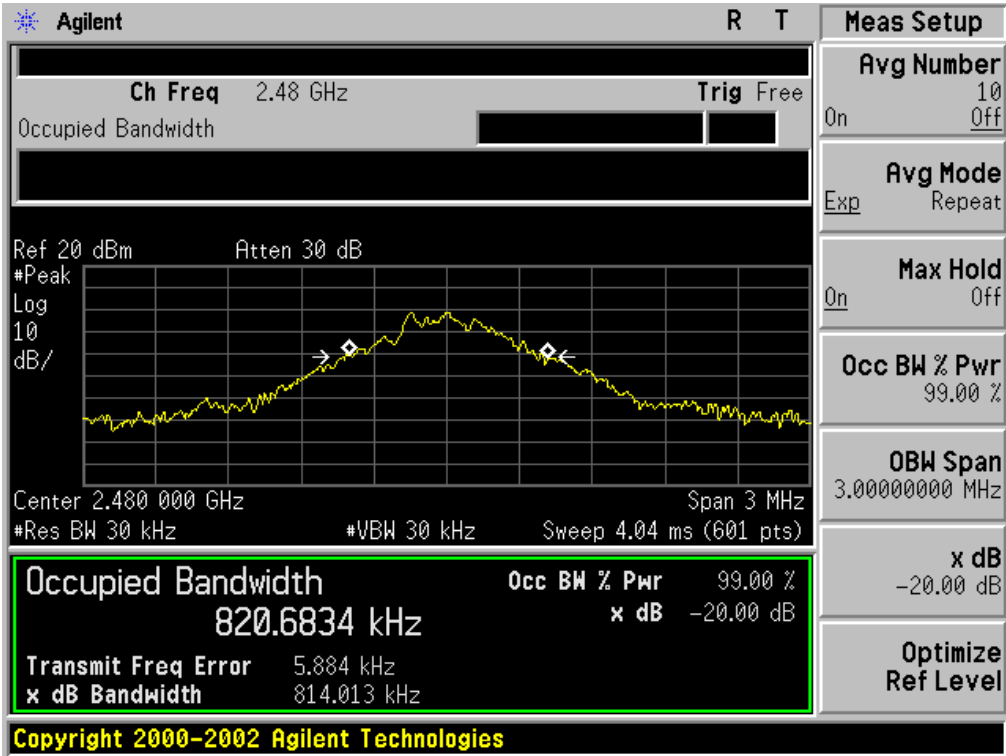 Agilent R T
Ch Freq 2.48 GHz Trig Free
Occupied Bandwidth
Ref 20 dBm Atten 30 dB
#Peak
Log
10
dB/
Center 2.480 000 GHz Span 3 MHz
#Res BW 30 kHz #VBW 30 kHz Sweep 4.04 ms (601 pts)
Occupied Bandwidth
820.6834 kHz
Occ BW % Pwr 99.00 %
x dB -20.00 dB
Transmit Freq Error 5.884 kHz
x dB Bandwidth 814.013 kHz
Copyright 2000-2002 Agilent Technologies
Meas Setup
Avg Number
10
On Off
Avg Mode
Exp Repeat
Max Hold
On Off
Occ BW % Pwr
99.00 %
OBW Span
3.00000000 MHz
x dB
-20.00 dB
Optimize
Ref Level